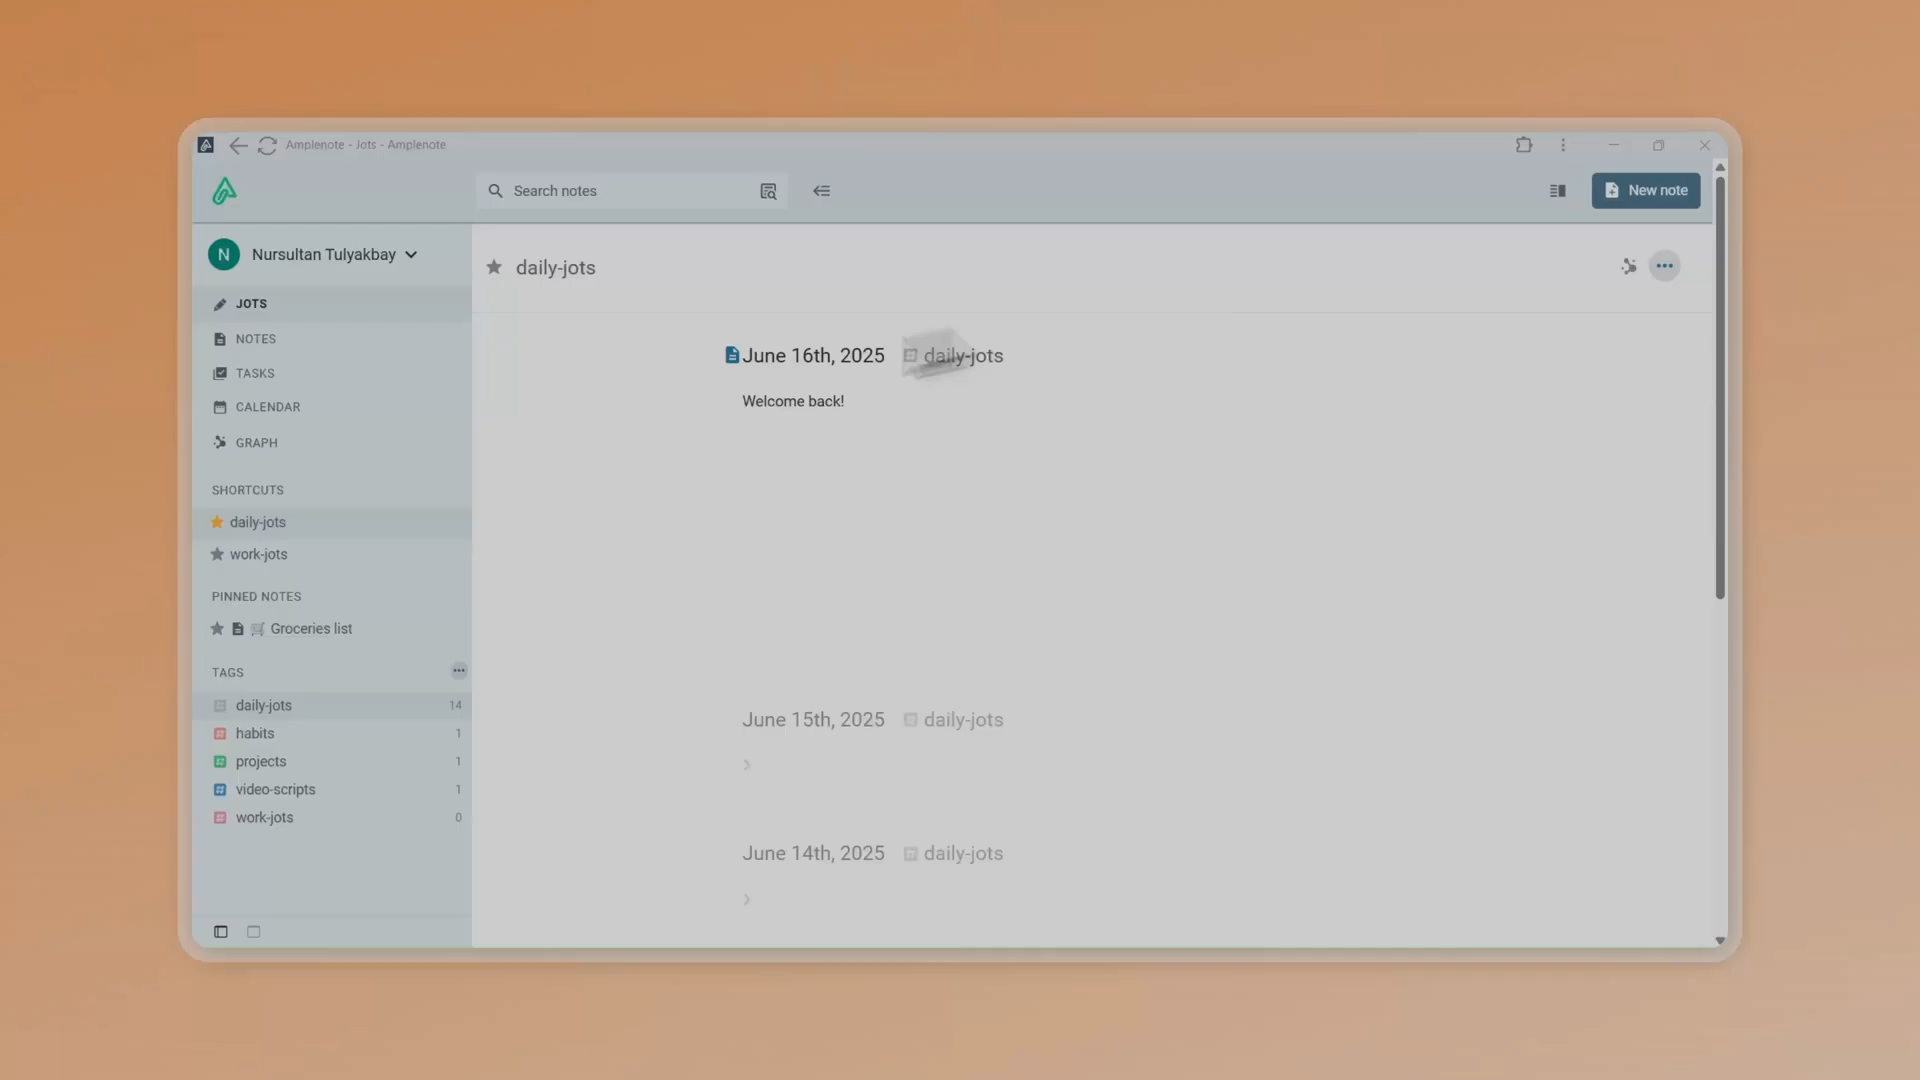 Amplenote - Jots - Amplenote
Search notes
New note
N Nursultan Tulyakbay
JOTS
NOTES
TASKS
CALENDAR
GRAPH
SHORTCUTS
daily-jots
work-jots
PINNED NOTES
Groceries list
TAGS
daily-jots 14
habits 1
projects 1
video-scripts 1
work-jots 0
daily-jots
June 16th, 2025 daily-jots
Welcome back!
June 15th, 2025 daily-jots
June 14th, 2025 daily-jots